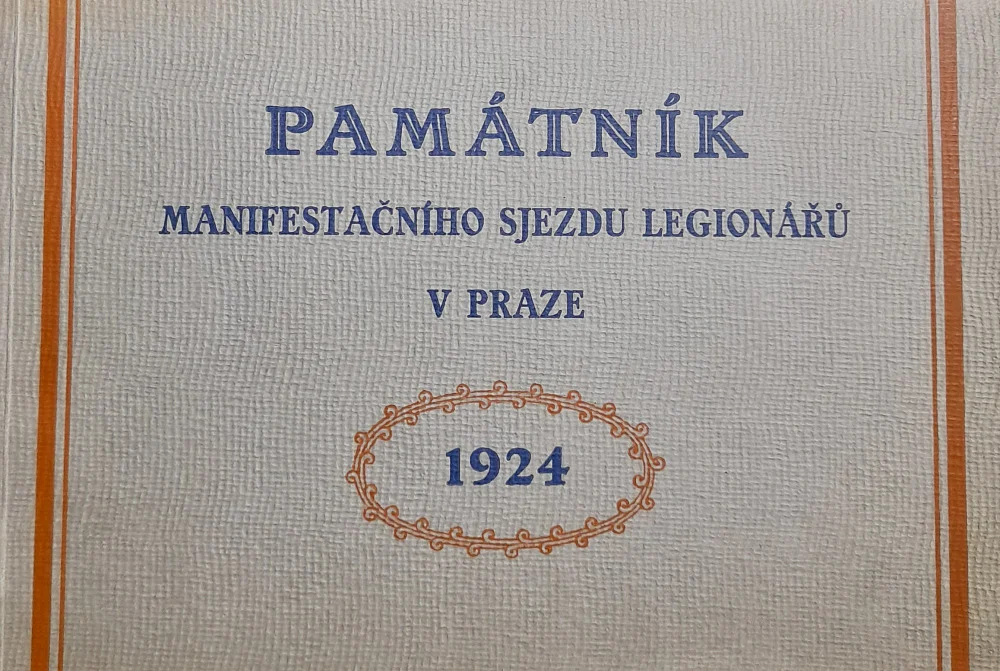 PAMÁTNÍK
MANIFESTAČNÍHO SJEZDU LEGIONÁŘŮ
V PRAZE
1924